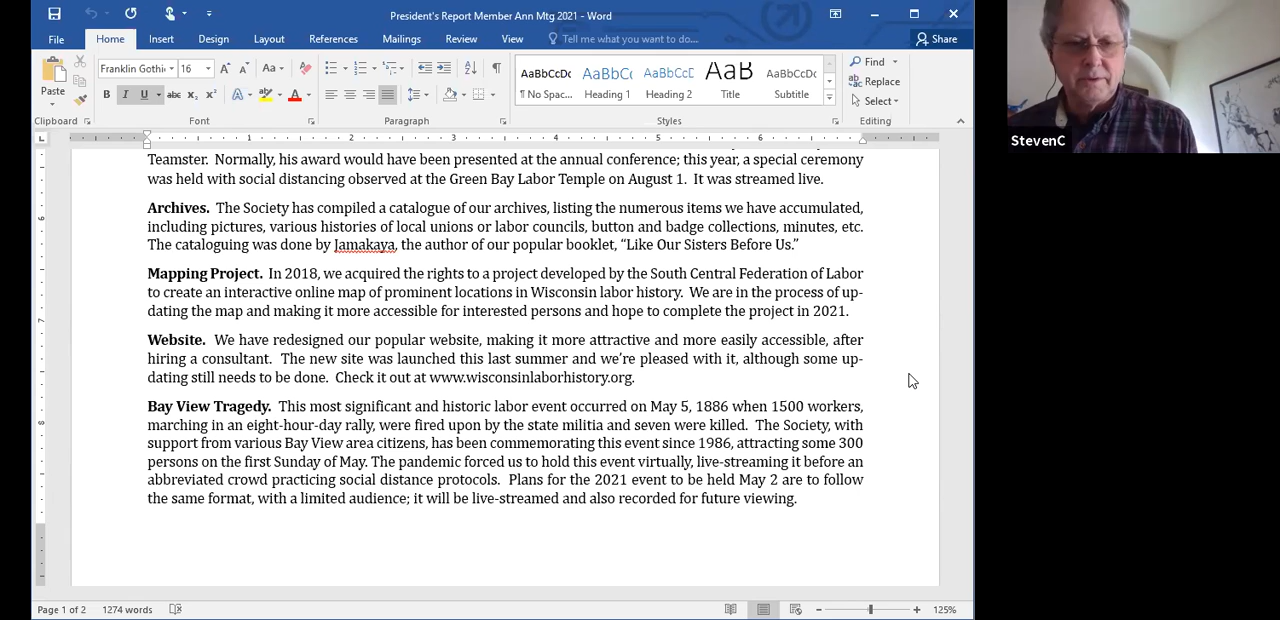 President's Report Member Ann Mtg 2021 - Word
File Home Insert Design Layout References Mailings Review View Tell me what you want to do... Share
Paste
Franklin Gothi 16
Aa
B I U abc x₂ x² A A
AaBbCcDc AaBbCc AaBbCcD AaB AaBbCcDc
¶ No Spac... Heading 1 Heading 2 Title Subtitle
Find
Replace
Select
Clipboard Font Paragraph Styles Editing
1 2 3 4 5 6
Teamster. Normally, his award would have been presented at the annual conference; this year, a special ceremony
was held with social distancing observed at the Green Bay Labor Temple on August 1. It was streamed live.
Archives. The Society has compiled a catalogue of our archives, listing the numerous items we have accumulated,
including pictures, various histories of local unions or labor councils, button and badge collections, minutes, etc.
The cataloguing was done by Jamakaya, the author of our popular booklet, “Like Our Sisters Before Us.”
Mapping Project. In 2018, we acquired the rights to a project developed by the South Central Federation of Labor
to create an interactive online map of prominent locations in Wisconsin labor history. We are in the process of up-
dating the map and making it more accessible for interested persons and hope to complete the project in 2021.
Website. We have redesigned our popular website, making it more attractive and more easily accessible, after
hiring a consultant. The new site was launched this last summer and we’re pleased with it, although some up-
dating still needs to be done. Check it out at www.wisconsinlaborhistory.org.
Bay View Tragedy. This most significant and historic labor event occurred on May 5, 1886 when 1500 workers,
marching in an eight-hour-day rally, were fired upon by the state militia and seven were killed. The Society, with
support from various Bay View area citizens, has been commemorating this event since 1986, attracting some 300
persons on the first Sunday of May. The pandemic forced us to hold this event virtually, live-streaming it before an
abbreviated crowd practicing social distance protocols. Plans for the 2021 event to be held May 2 are to follow
the same format, with a limited audience; it will be live-streamed and also recorded for future viewing.
Page 1 of 2 1274 words 125%
StevenC